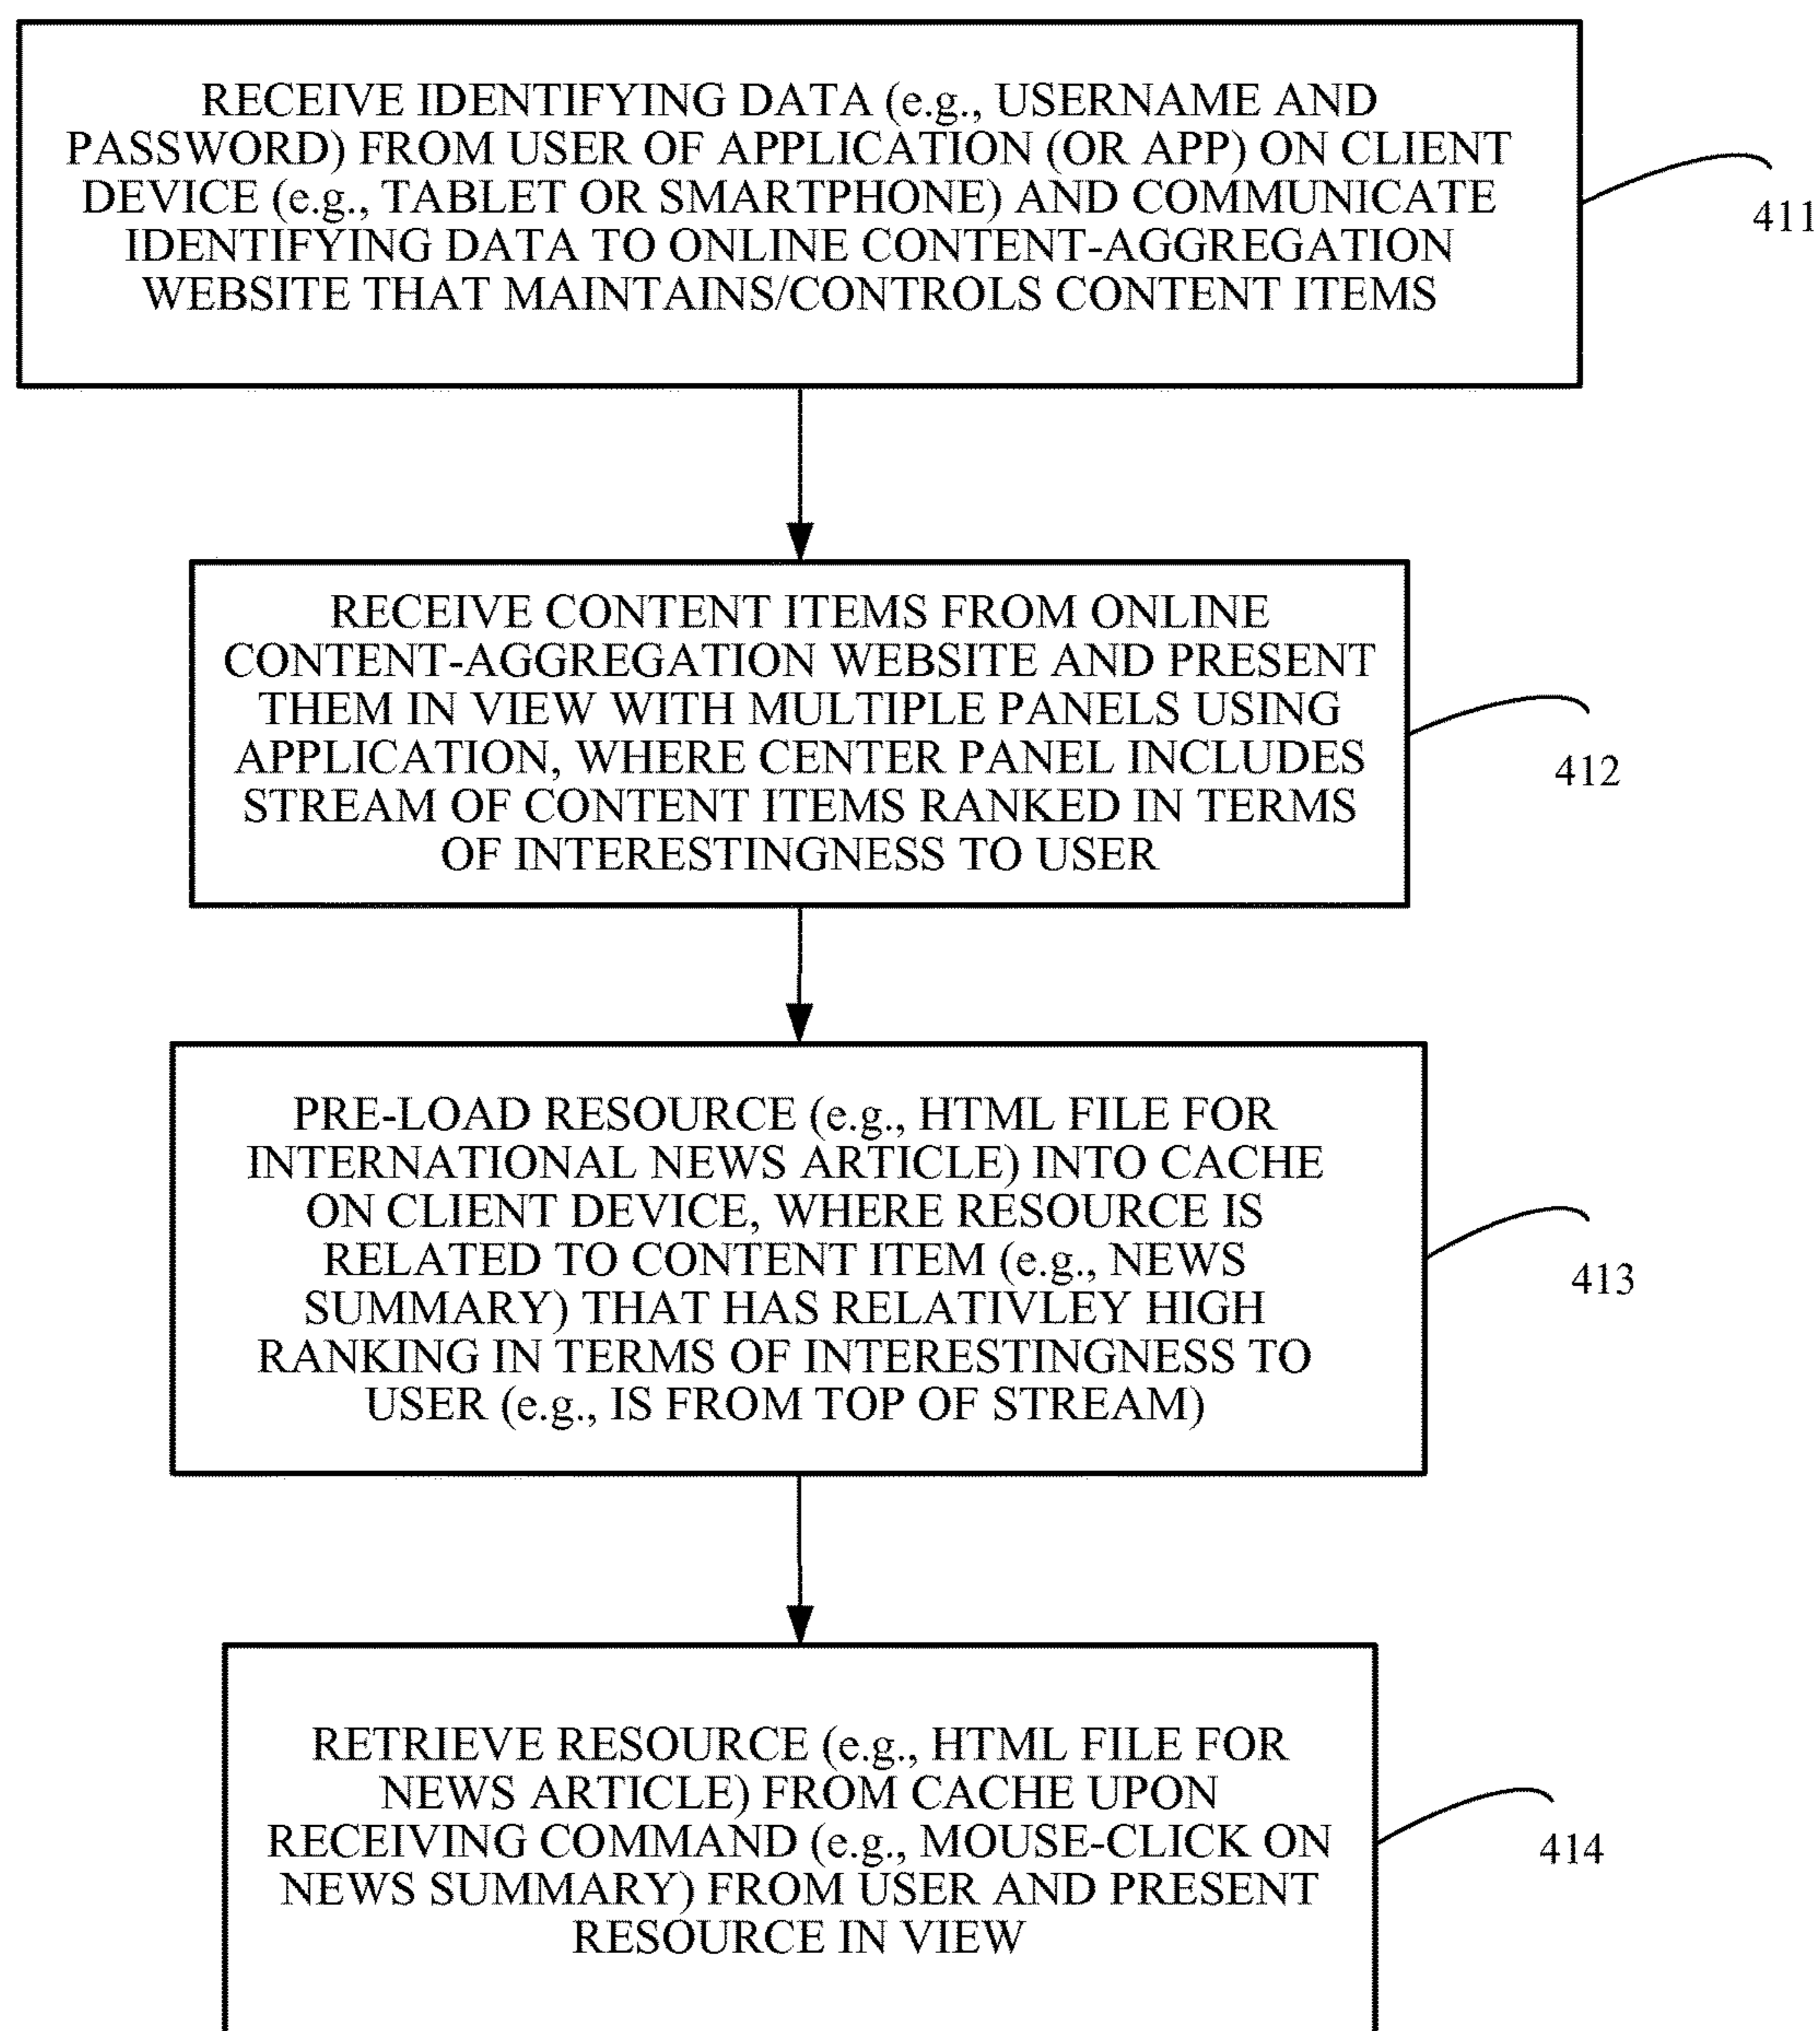 RECEIVE IDENTIFYING DATA (e.g., USERNAME AND
PASSWORD) FROM USER OF APPLICATION (OR APP) ON CLIENT
DEVICE (e.g., TABLET OR SMARTPHONE) AND COMMUNICATE
IDENTIFYING DATA TO ONLINE CONTENT-AGGREGATION
WEBSITE THAT MAINTAINS/CONTROLS CONTENT ITEMS
411
RECEIVE CONTENT ITEMS FROM ONLINE
CONTENT-AGGREGATION WEBSITE AND PRESENT
THEM IN VIEW WITH MULTIPLE PANELS USING
APPLICATION, WHERE CENTER PANEL INCLUDES
STREAM OF CONTENT ITEMS RANKED IN TERMS
OF INTERESTINGNESS TO USER
412
PRE-LOAD RESOURCE (e.g., HTML FILE FOR
INTERNATIONAL NEWS ARTICLE) INTO CACHE
ON CLIENT DEVICE, WHERE RESOURCE IS
RELATED TO CONTENT ITEM (e.g., NEWS
SUMMARY) THAT HAS RELATIVLEY HIGH
RANKING IN TERMS OF INTERESTINGNESS TO
USER (e.g., IS FROM TOP OF STREAM)
413
RETRIEVE RESOURCE (e.g., HTML FILE FOR
NEWS ARTICLE) FROM CACHE UPON
RECEIVING COMMAND (e.g., MOUSE-CLICK ON
NEWS SUMMARY) FROM USER AND PRESENT
RESOURCE IN VIEW
414